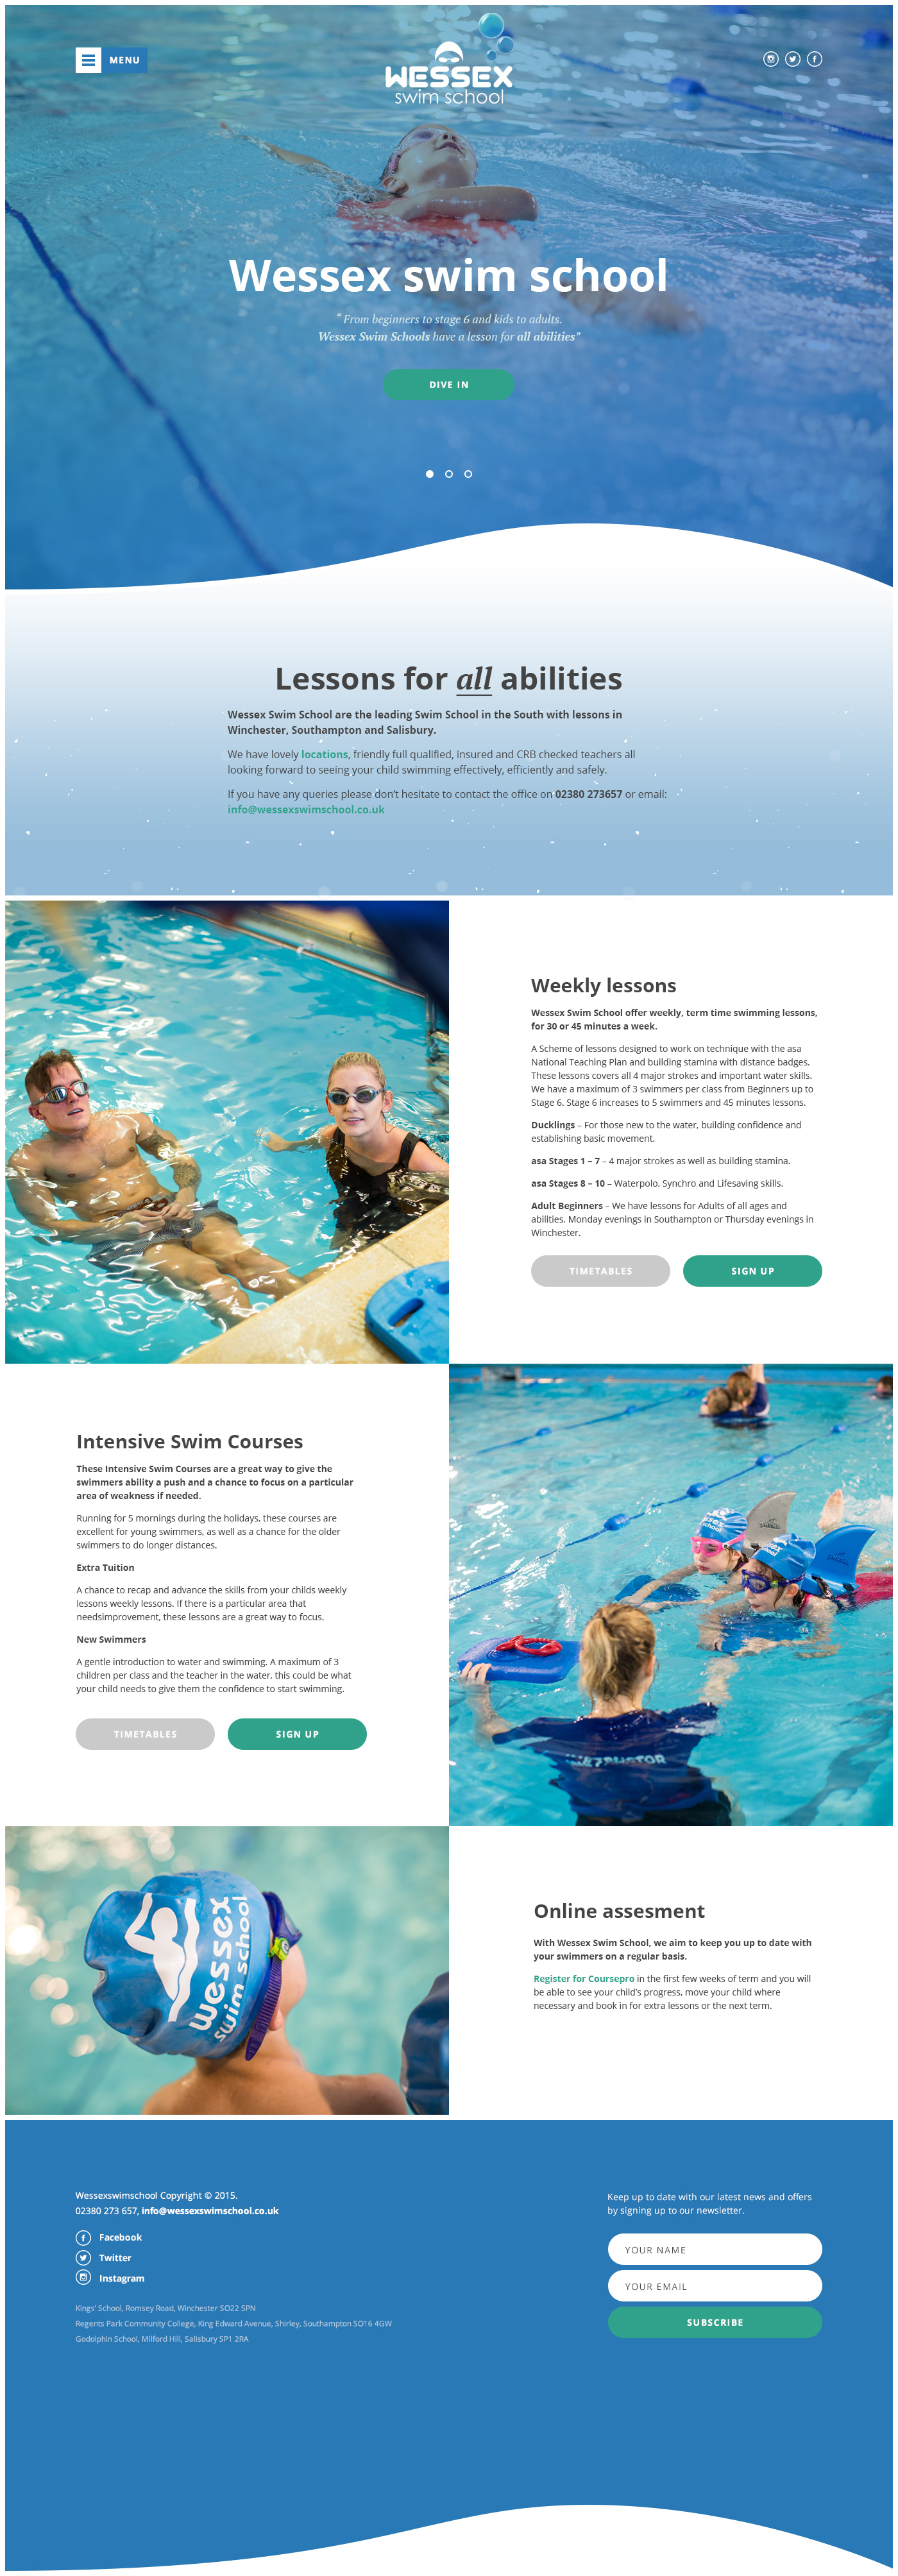 MENU
WESSEX
swim school
Wessex swim school
“ From beginners to stage 6 and kids to adults.
Wessex Swim Schools have a lesson for all abilities”
DIVE IN
Lessons for all abilities
Wessex Swim School are the leading Swim School in the South with lessons in
Winchester, Southampton and Salisbury.
We have lovely locations, friendly full qualified, insured and CRB checked teachers all
looking forward to seeing your child swimming effectively, efficiently and safely.
If you have any queries please don’t hesitate to contact the office on 02380 273657 or email:
info@wessexswimschool.co.uk
Weekly lessons
Wessex Swim School offer weekly, term time swimming lessons,
for 30 or 45 minutes a week.
A Scheme of lessons designed to work on technique with the asa
National Teaching Plan and building stamina with distance badges.
These lessons covers all 4 major strokes and important water skills.
We have a maximum of 3 swimmers per class from Beginners up to
Stage 6. Stage 6 increases to 5 swimmers and 45 minutes lessons.
Ducklings – For those new to the water, building confidence and
establishing basic movement.
asa Stages 1 – 7 – 4 major strokes as well as building stamina.
asa Stages 8 – 10 – Waterpolo, Synchro and Lifesaving skills.
Adult Beginners – We have lessons for Adults of all ages and
abilities. Monday evenings in Southampton or Thursday evenings in
Winchester.
TIMETABLES
SIGN UP
Intensive Swim Courses
These Intensive Swim Courses are a great way to give the
swimmers ability a push and a chance to focus on a particular
area of weakness if needed.
Running for 5 mornings during the holidays, these courses are
excellent for young swimmers, as well as a chance for the older
swimmers to do longer distances.
Extra Tuition
A chance to recap and advance the skills from your childs weekly
lessons weekly lessons. If there is a particular area that
needsimprovement, these lessons are a great way to focus.
New Swimmers
A gentle introduction to water and swimming. A maximum of 3
children per class and the teacher in the water, this could be what
your child needs to give them the confidence to start swimming.
TIMETABLES
SIGN UP
wessex
swim school
Online assesment
With Wessex Swim School, we aim to keep you up to date with
your swimmers on a regular basis.
Register for Coursepro in the first few weeks of term and you will
be able to see your child’s progress, move your child where
necessary and book in for extra lessons or the next term.
Wessexswimschool Copyright © 2015.
02380 273 657, info@wessexswimschool.co.uk
Facebook
Twitter
Instagram
Kings’ School, Romsey Road, Winchester SO22 5PN
Regents Park Community College, King Edward Avenue, Shirley, Southampton SO16 4GW
Godolphin School, Milford Hill, Salisbury SP1 2RA
Keep up to date with our latest news and offers
by signing up to our newsletter.
YOUR NAME
YOUR EMAIL
SUBSCRIBE